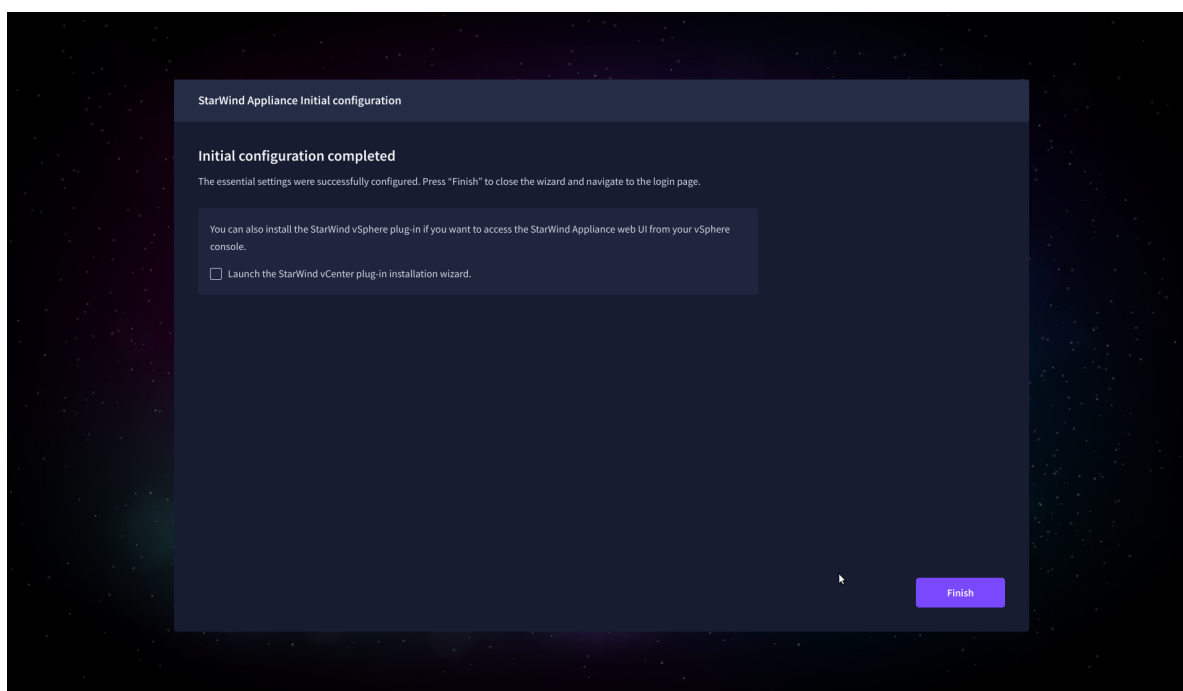 StarWind Appliance Initial configuration
Initial configuration completed
The essential settings were successfully configured. Press “Finish” to close the wizard and navigate to the login page.
You can also install the StarWind vSphere plug-in if you want to access the StarWind Appliance web UI from your vSphere
console.
Launch the StarWind vCenter plug-in installation wizard.
Finish